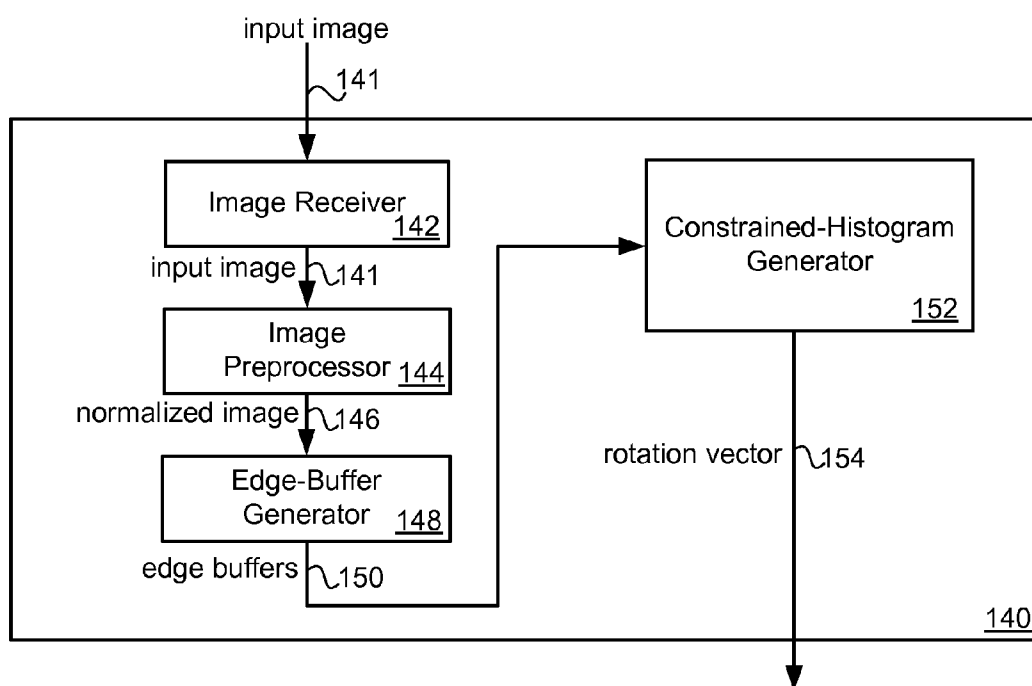 input image
141
Image Receiver
142
input image
141
Image
Preprocessor
144
normalized image
146
Edge-Buffer
Generator
148
edge buffers
150
Constrained-Histogram
Generator
152
rotation vector
154
140